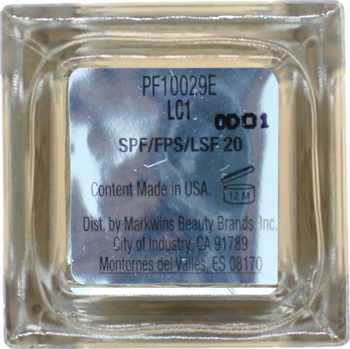 PF10029E
LC1
0D01
SPF/FPS/LSF 20
Content Made in USA.
12 M
Dist. by Markwins Beauty Brands, Inc.
City of Industry, CA 91789
Montornes del Valles, ES 08170